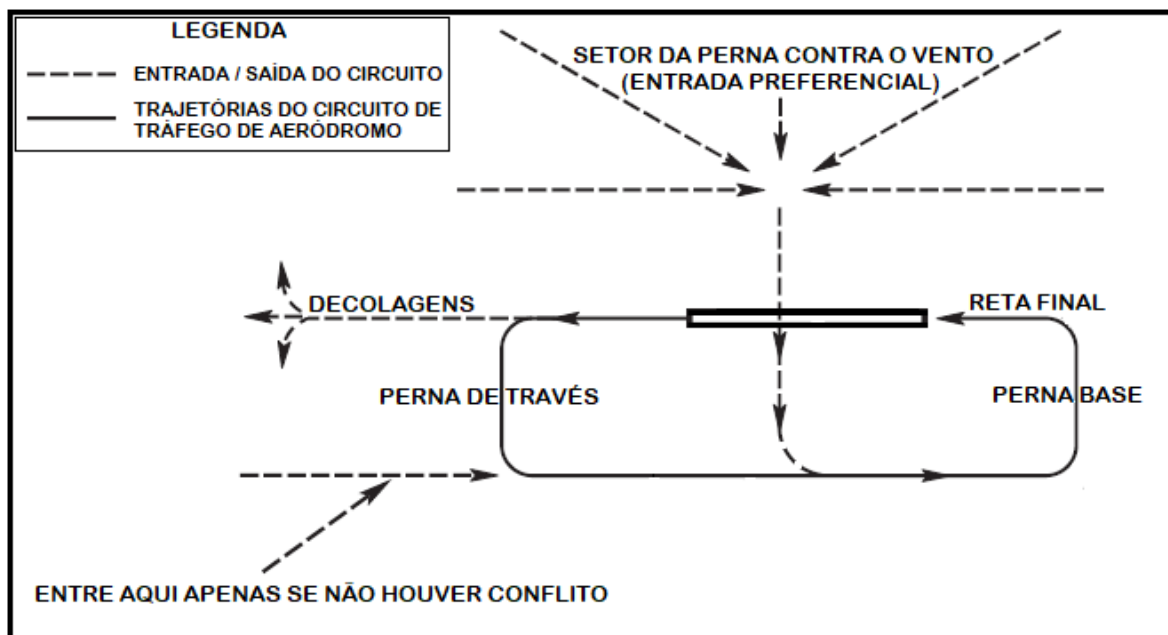 LEGENDA
ENTRADA / SAÍDA DO CIRCUITO
TRAJETÓRIAS DO CIRCUITO DE
TRÁFEGO DE AERÓDROMO
SETOR DA PERNA CONTRA O VENTO
(ENTRADA PREFERENCIAL)
DECOLAGENS
RETA FINAL
PERNA DE TRAVÉS
PERNA BASE
ENTRE AQUI APENAS SE NÃO HOUVER CONFLITO